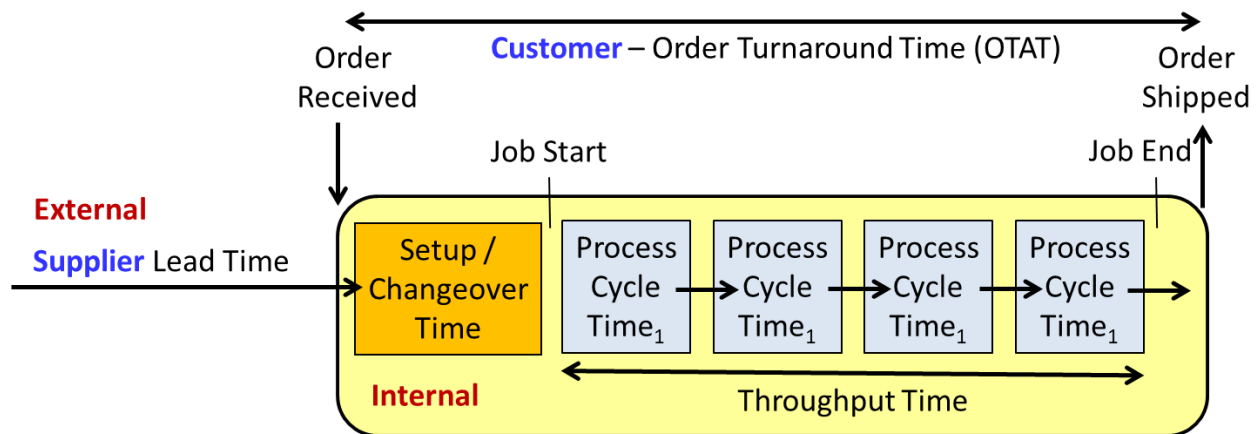 Customer – Order Turnaround Time (OTAT)
Order
Received
Order
Shipped
Job Start
Job End
External
Supplier Lead Time
Setup /
Changeover
Time
Process
Cycle
Time₁
Process
Cycle
Time₁
Process
Cycle
Time₁
Process
Cycle
Time₁
Internal
Throughput Time